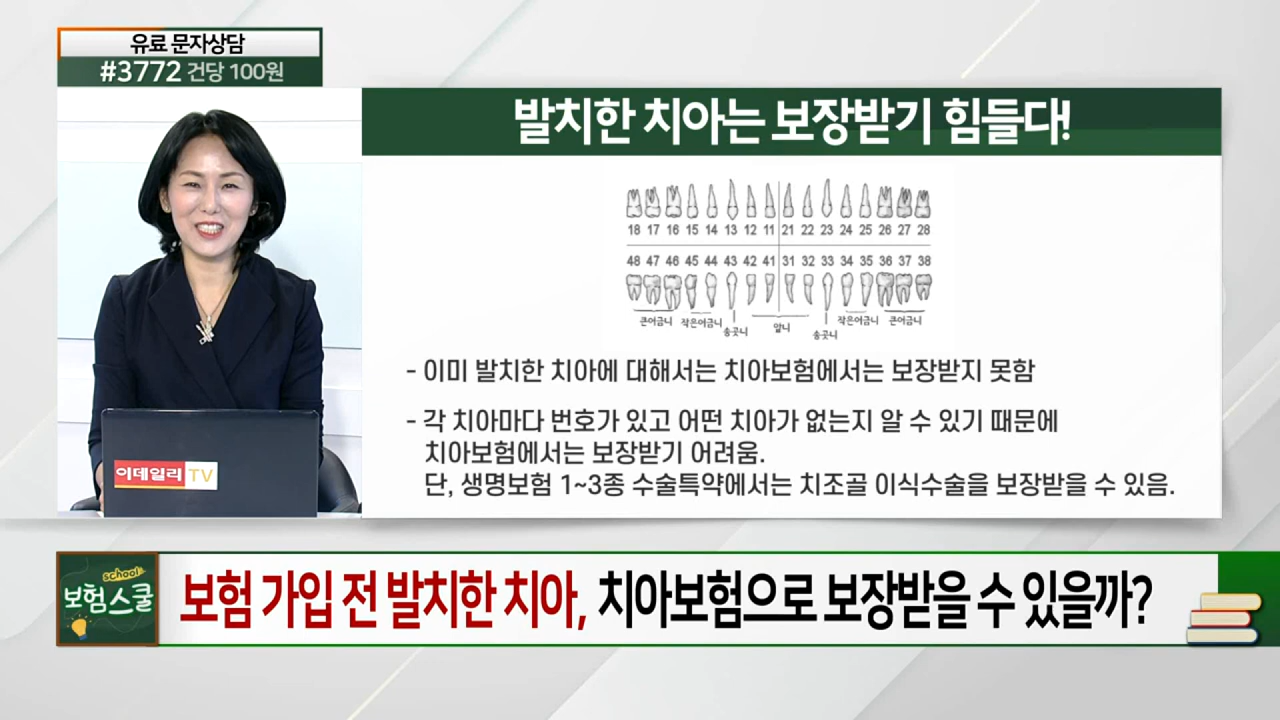 유료 문자상담
#3772 건당 100원
발치한 치아는 보장받기 힘들다!
18 17 16 15 14 13 12 11 21 22 23 24 25 26 27 28
48 47 46 45 44 43 42 41 31 32 33 34 35 36 37 38
큰어금니 작은어금니 송곳니 앞니 송곳니 작은어금니 큰어금니
- 이미 발치한 치아에 대해서는 치아보험에서는 보장받지 못함
- 각 치아마다 번호가 있고 어떤 치아가 없는지 알 수 있기 때문에
치아보험에서는 보장받기 어려움.
단, 생명보험 1~3종 수술특약에서는 치조골 이식수술을 보장받을 수 있음.
이데일리 TV
school
보험스쿨
보험 가입 전 발치한 치아, 치아보험으로 보장받을 수 있을까?